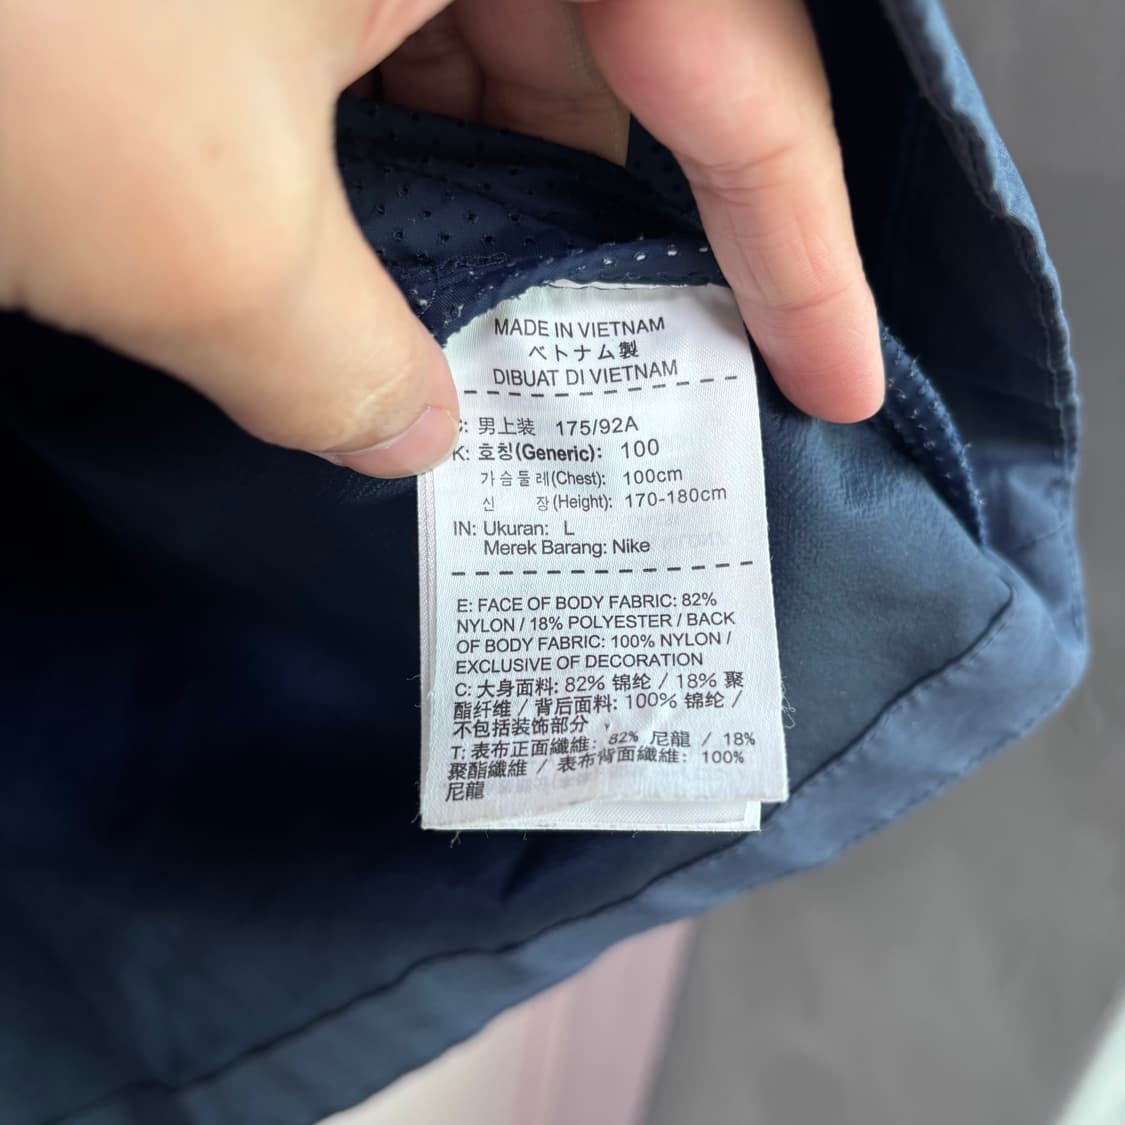 MADE IN VIETNAM
ベトナム製
DIBUAT DI VIETNAM
: 男上装 175/92A
K: 호칭(Generic): 100
가슴둘레(Chest): 100cm
신 장(Height): 170-180cm
IN: Ukuran: L
Merek Barang: Nike
E: FACE OF BODY FABRIC: 82%
NYLON / 18% POLYESTER / BACK
OF BODY FABRIC: 100% NYLON /
EXCLUSIVE OF DECORATION
C: 大身面料: 82% 锦纶 / 18% 聚
酯纤维 / 背后面料: 100% 锦纶 /
不包括装饰部分
T: 表布正面纖維: 82% 尼龍 / 18%
聚酯纖維 / 表布背面纖維: 100%
尼龍